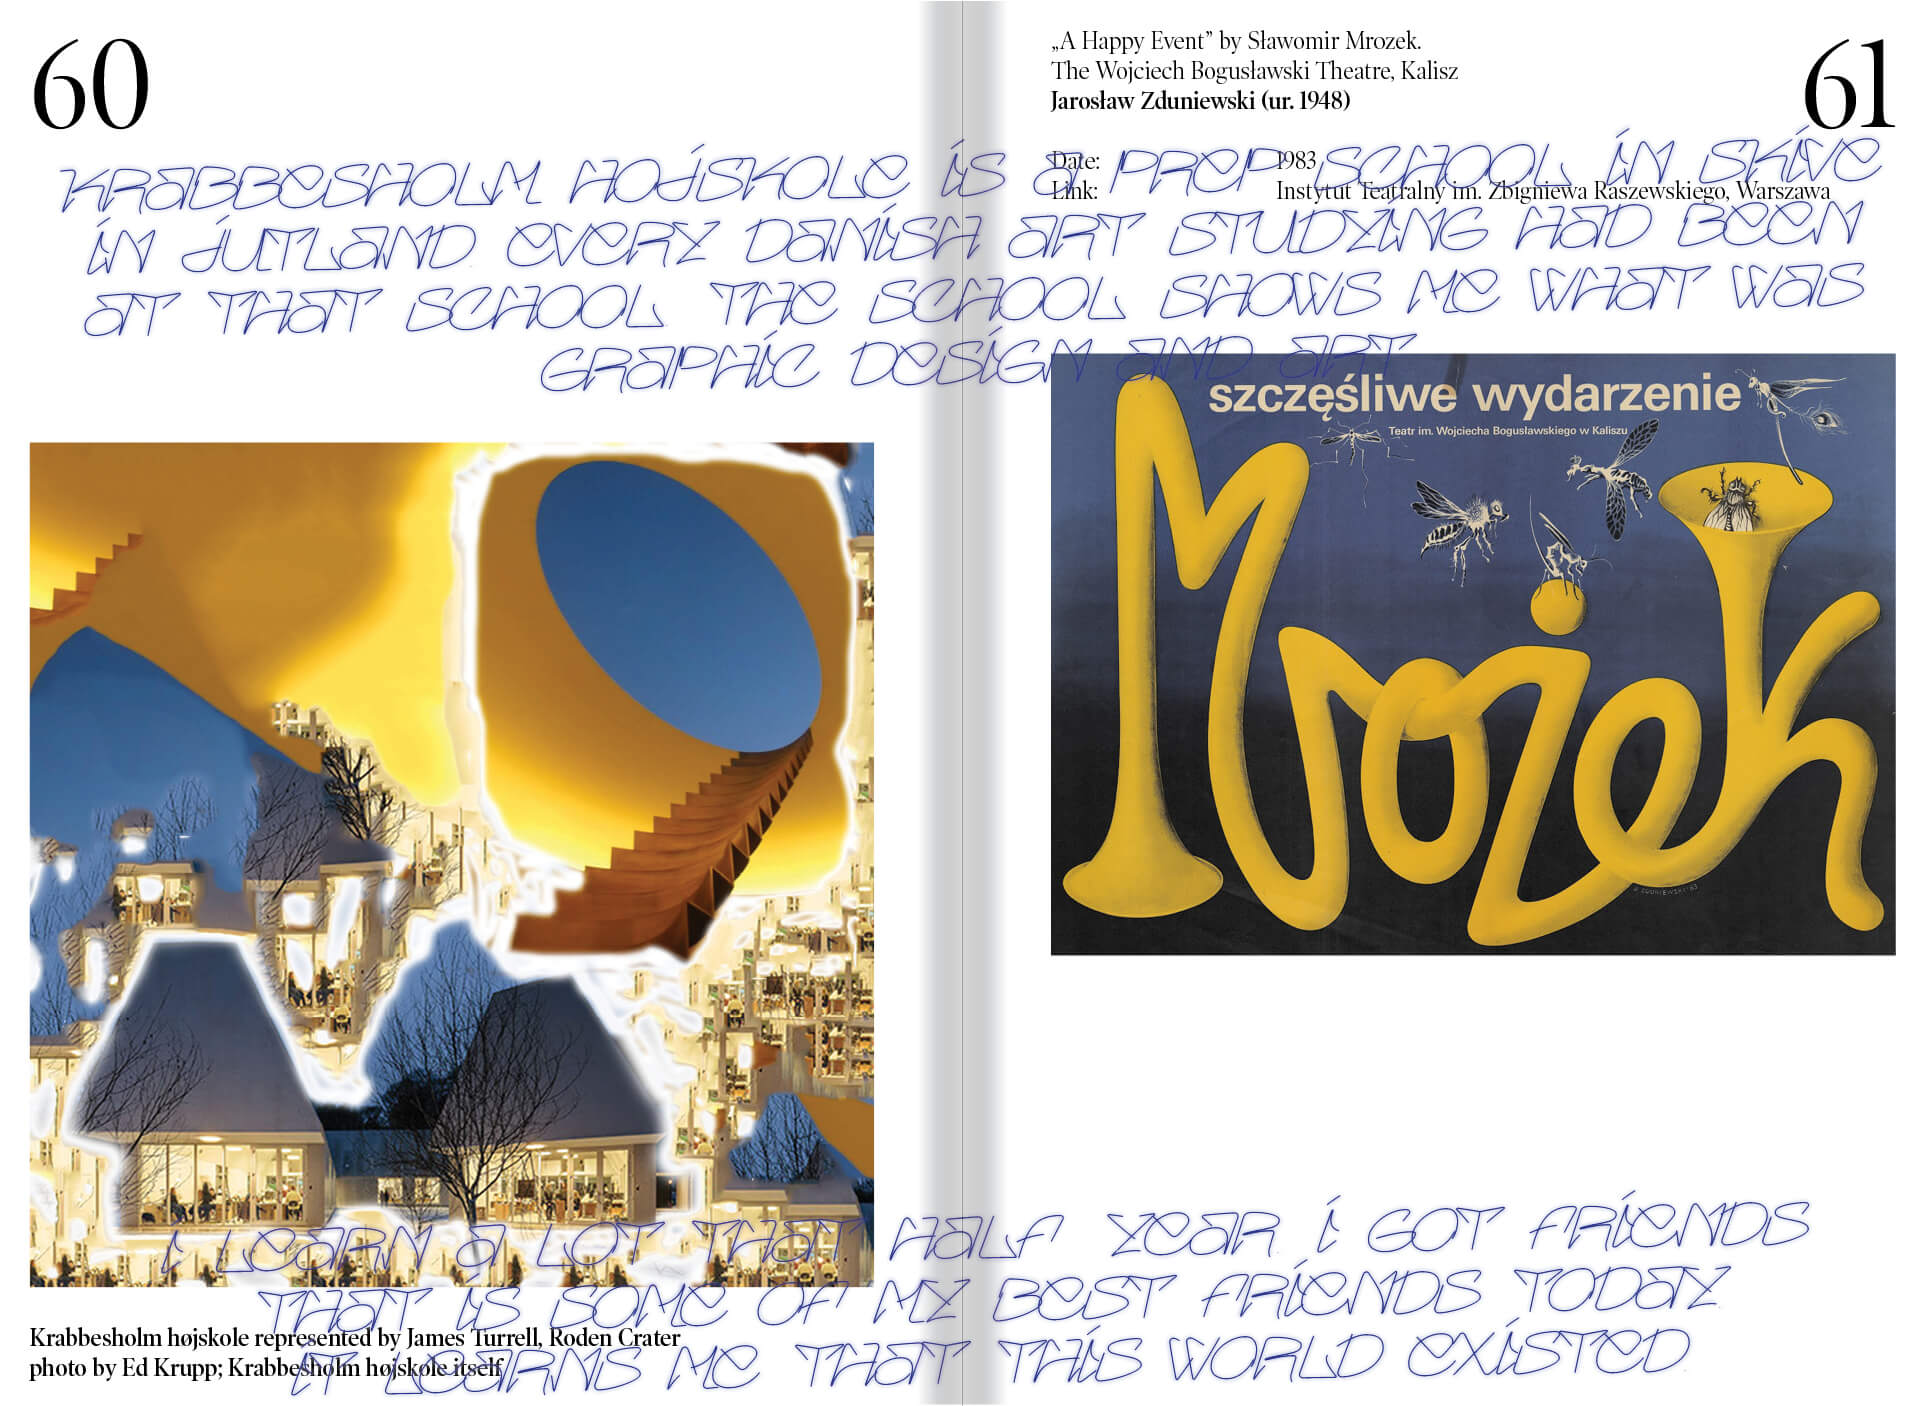 60
„A Happy Event” by Sławomir Mrozek.
The Wojciech Bogusławski Theatre, Kalisz
Jarosław Zduniewski (ur. 1948)
61
Date: 1983
Link: Instytut Teatralny im. Zbigniewa Raszewskiego, Warszawa
KRABBESHOLM HOJSKOLE IS A PREP SCHOOL IN SKIVE
IN JUTLAND EVERY DANISH ART STUDYING HAD BEEN
AT THAT SCHOOL THE SCHOOL SHOWS ME WHAT WAS
GRAPHIC DESIGN AND ART
szczęśliwe wydarzenie
Teatr im. Wojciecha Bogusławskiego w Kaliszu
Mrożek
J. ZDUNIEWSKI '83
I LEARN A LOT THAT HALF YEAR. I GOT FRIENDS
THAT IS SOME OF MY BEST FRIENDS TODAY.
IT LEARNS ME THAT THIS WORLD EXISTED.
Krabbesholm højskole represented by James Turrell, Roden Crater
photo by Ed Krupp; Krabbesholm højskole itself